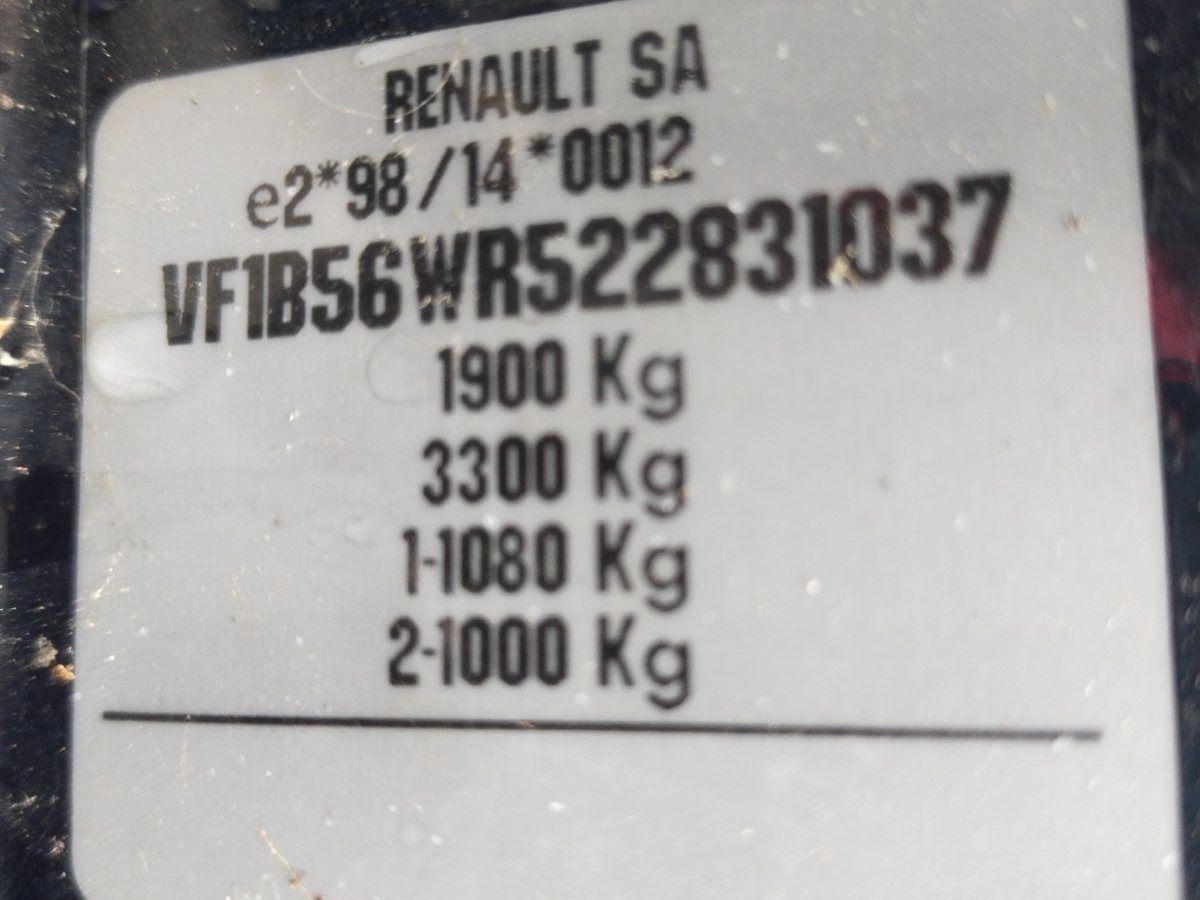 RENAULT SA
e2*98/14*0012
VF1B56WR522831037
1900 Kg
3300 Kg
1-1080 Kg
2-1000 Kg